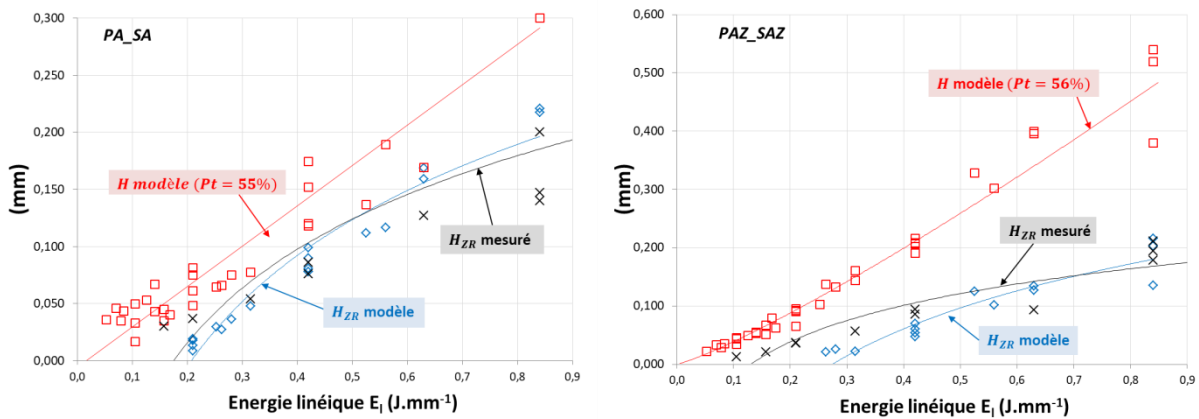 PA_SA
0,300
0,250
0,200
0,150
0,100
0,050
0,000
(mm)
H modèle (Pt = 55%)
H_ZR mesuré
H_ZR modèle
0,0 0,1 0,2 0,3 0,4 0,5 0,6 0,7 0,8 0,9
Energie linéique E_l (J.mm⁻¹)
PAZ_SAZ
0,600
0,500
0,400
0,300
0,200
0,100
0,000
(mm)
H modèle (Pt = 56%)
H_ZR mesuré
H_ZR modèle
0,0 0,1 0,2 0,3 0,4 0,5 0,6 0,7 0,8 0,9
Energie linéique E_l (J.mm⁻¹)